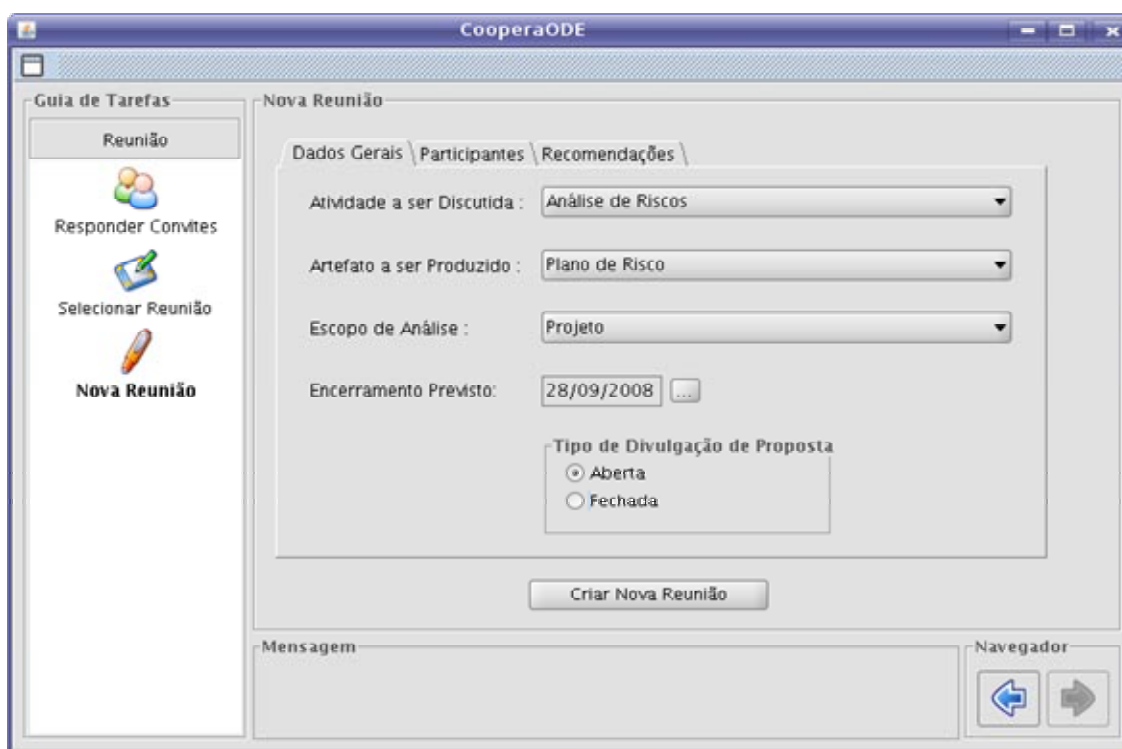 CooperaODE
Guia de Tarefas
Reunião
Responder Convites
Selecionar Reunião
Nova Reunião
Nova Reunião
Dados Gerais Participantes Recomendações
Atividade a ser Discutida : Análise de Riscos
Artefato a ser Produzido : Plano de Risco
Escopo de Análise : Projeto
Encerramento Previsto: 28/09/2008 ...
Tipo de Divulgação de Proposta
Aberta
Fechada
Criar Nova Reunião
Mensagem
Navegador